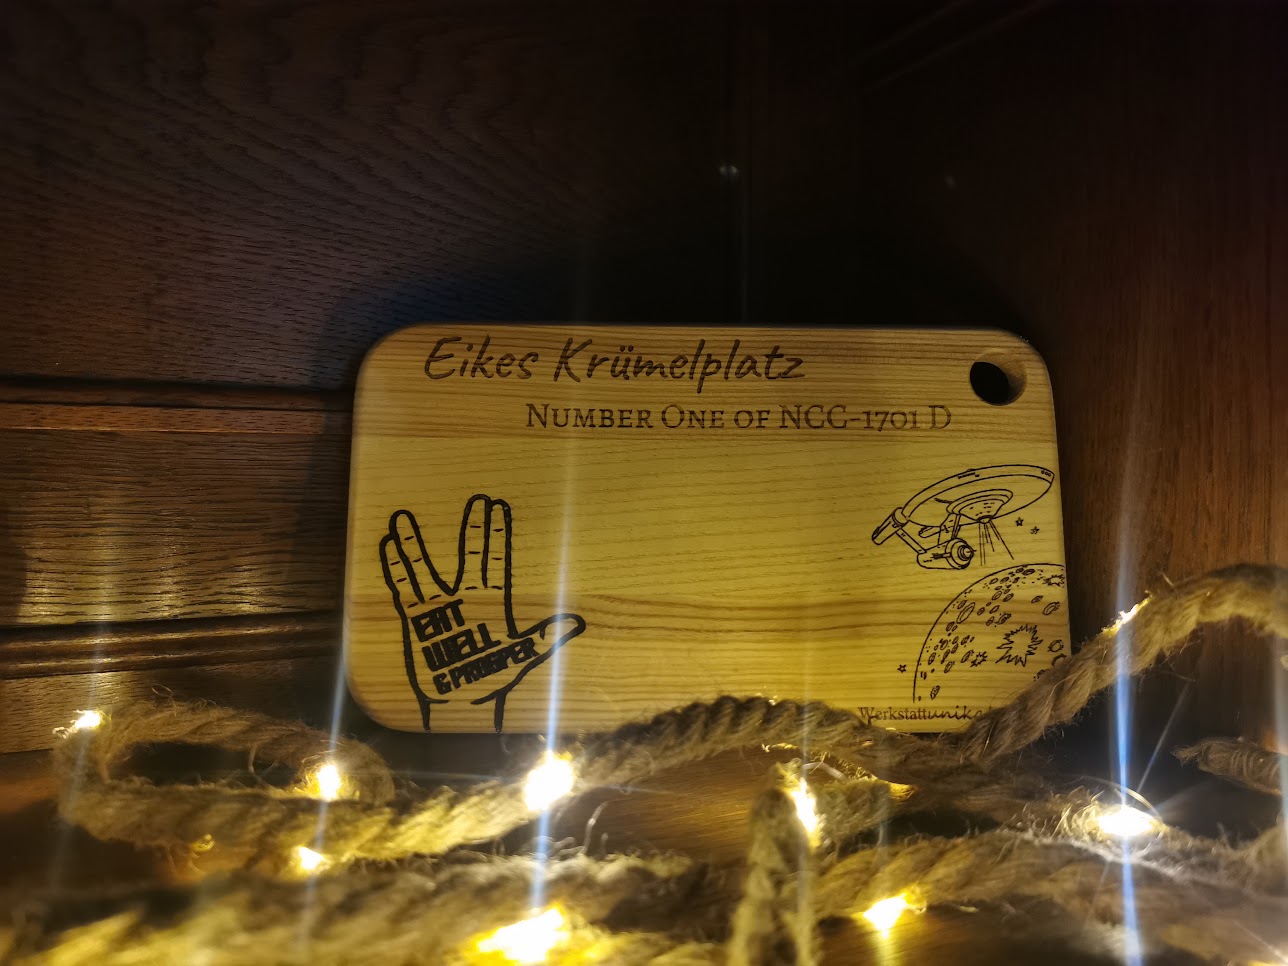 Eikes Krümelplatz
Number One of NCC-1701 D
EAT
WELL
& PROSPER